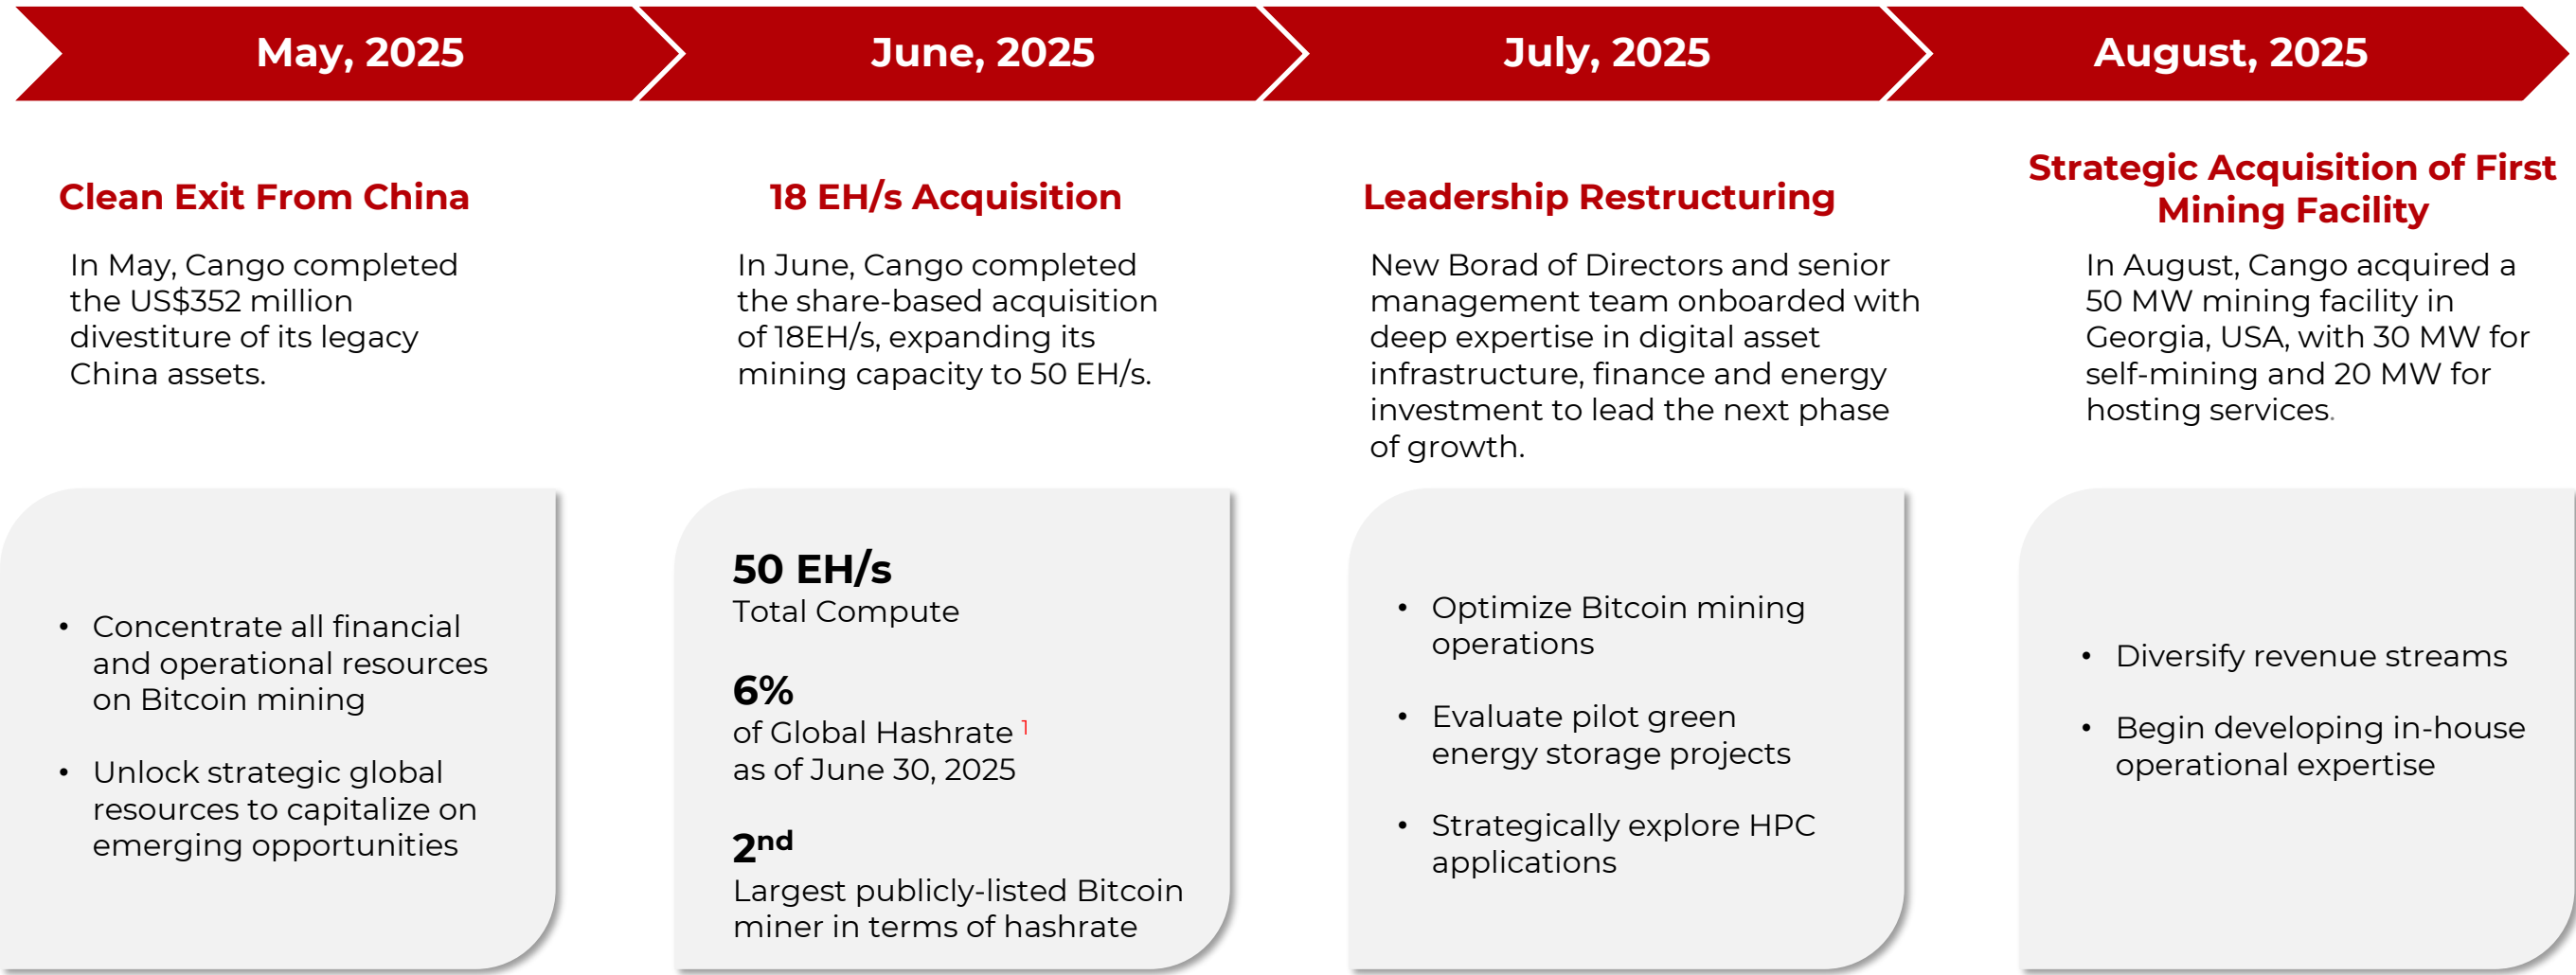 May, 2025
June, 2025
July, 2025
August, 2025
Clean Exit From China
In May, Cango completed
the US$352 million
divestiture of its legacy
China assets.
• Concentrate all financial
and operational resources
on Bitcoin mining
• Unlock strategic global
resources to capitalize on
emerging opportunities
18 EH/s Acquisition
In June, Cango completed
the share-based acquisition
of 18EH/s, expanding its
mining capacity to 50 EH/s.
50 EH/s
Total Compute
6%
of Global Hashrate 1
as of June 30, 2025
2nd
Largest publicly-listed Bitcoin
miner in terms of hashrate
Leadership Restructuring
New Borad of Directors and senior
management team onboarded with
deep expertise in digital asset
infrastructure, finance and energy
investment to lead the next phase
of growth.
• Optimize Bitcoin mining
operations
• Evaluate pilot green
energy storage projects
• Strategically explore HPC
applications
Strategic Acquisition of First
Mining Facility
In August, Cango acquired a
50 MW mining facility in
Georgia, USA, with 30 MW for
self-mining and 20 MW for
hosting services.
• Diversify revenue streams
• Begin developing in-house
operational expertise